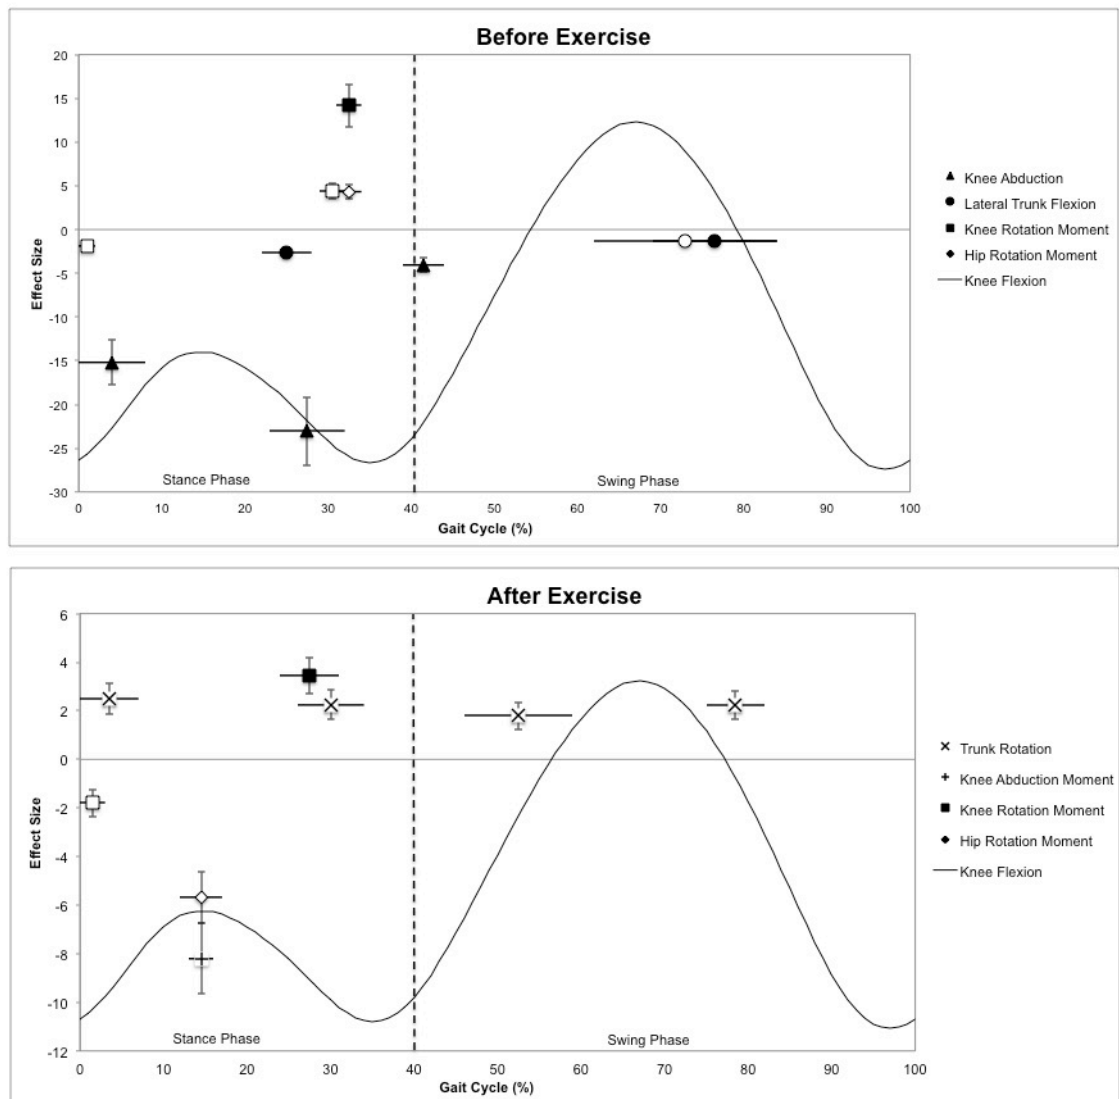 Before Exercise
20
15
10
5
0
-5
-10
-15
-20
-25
-30
Effect Size
Stance Phase
Swing Phase
0 10 20 30 40 50 60 70 80 90 100
Gait Cycle (%)
Knee Abduction
Lateral Trunk Flexion
Knee Rotation Moment
Hip Rotation Moment
Knee Flexion
After Exercise
6
4
2
0
-2
-4
-6
-8
-10
-12
Effect Size
Stance Phase
Swing Phase
0 10 20 30 40 50 60 70 80 90 100
Gait Cycle (%)
Trunk Rotation
Knee Abduction Moment
Knee Rotation Moment
Hip Rotation Moment
Knee Flexion